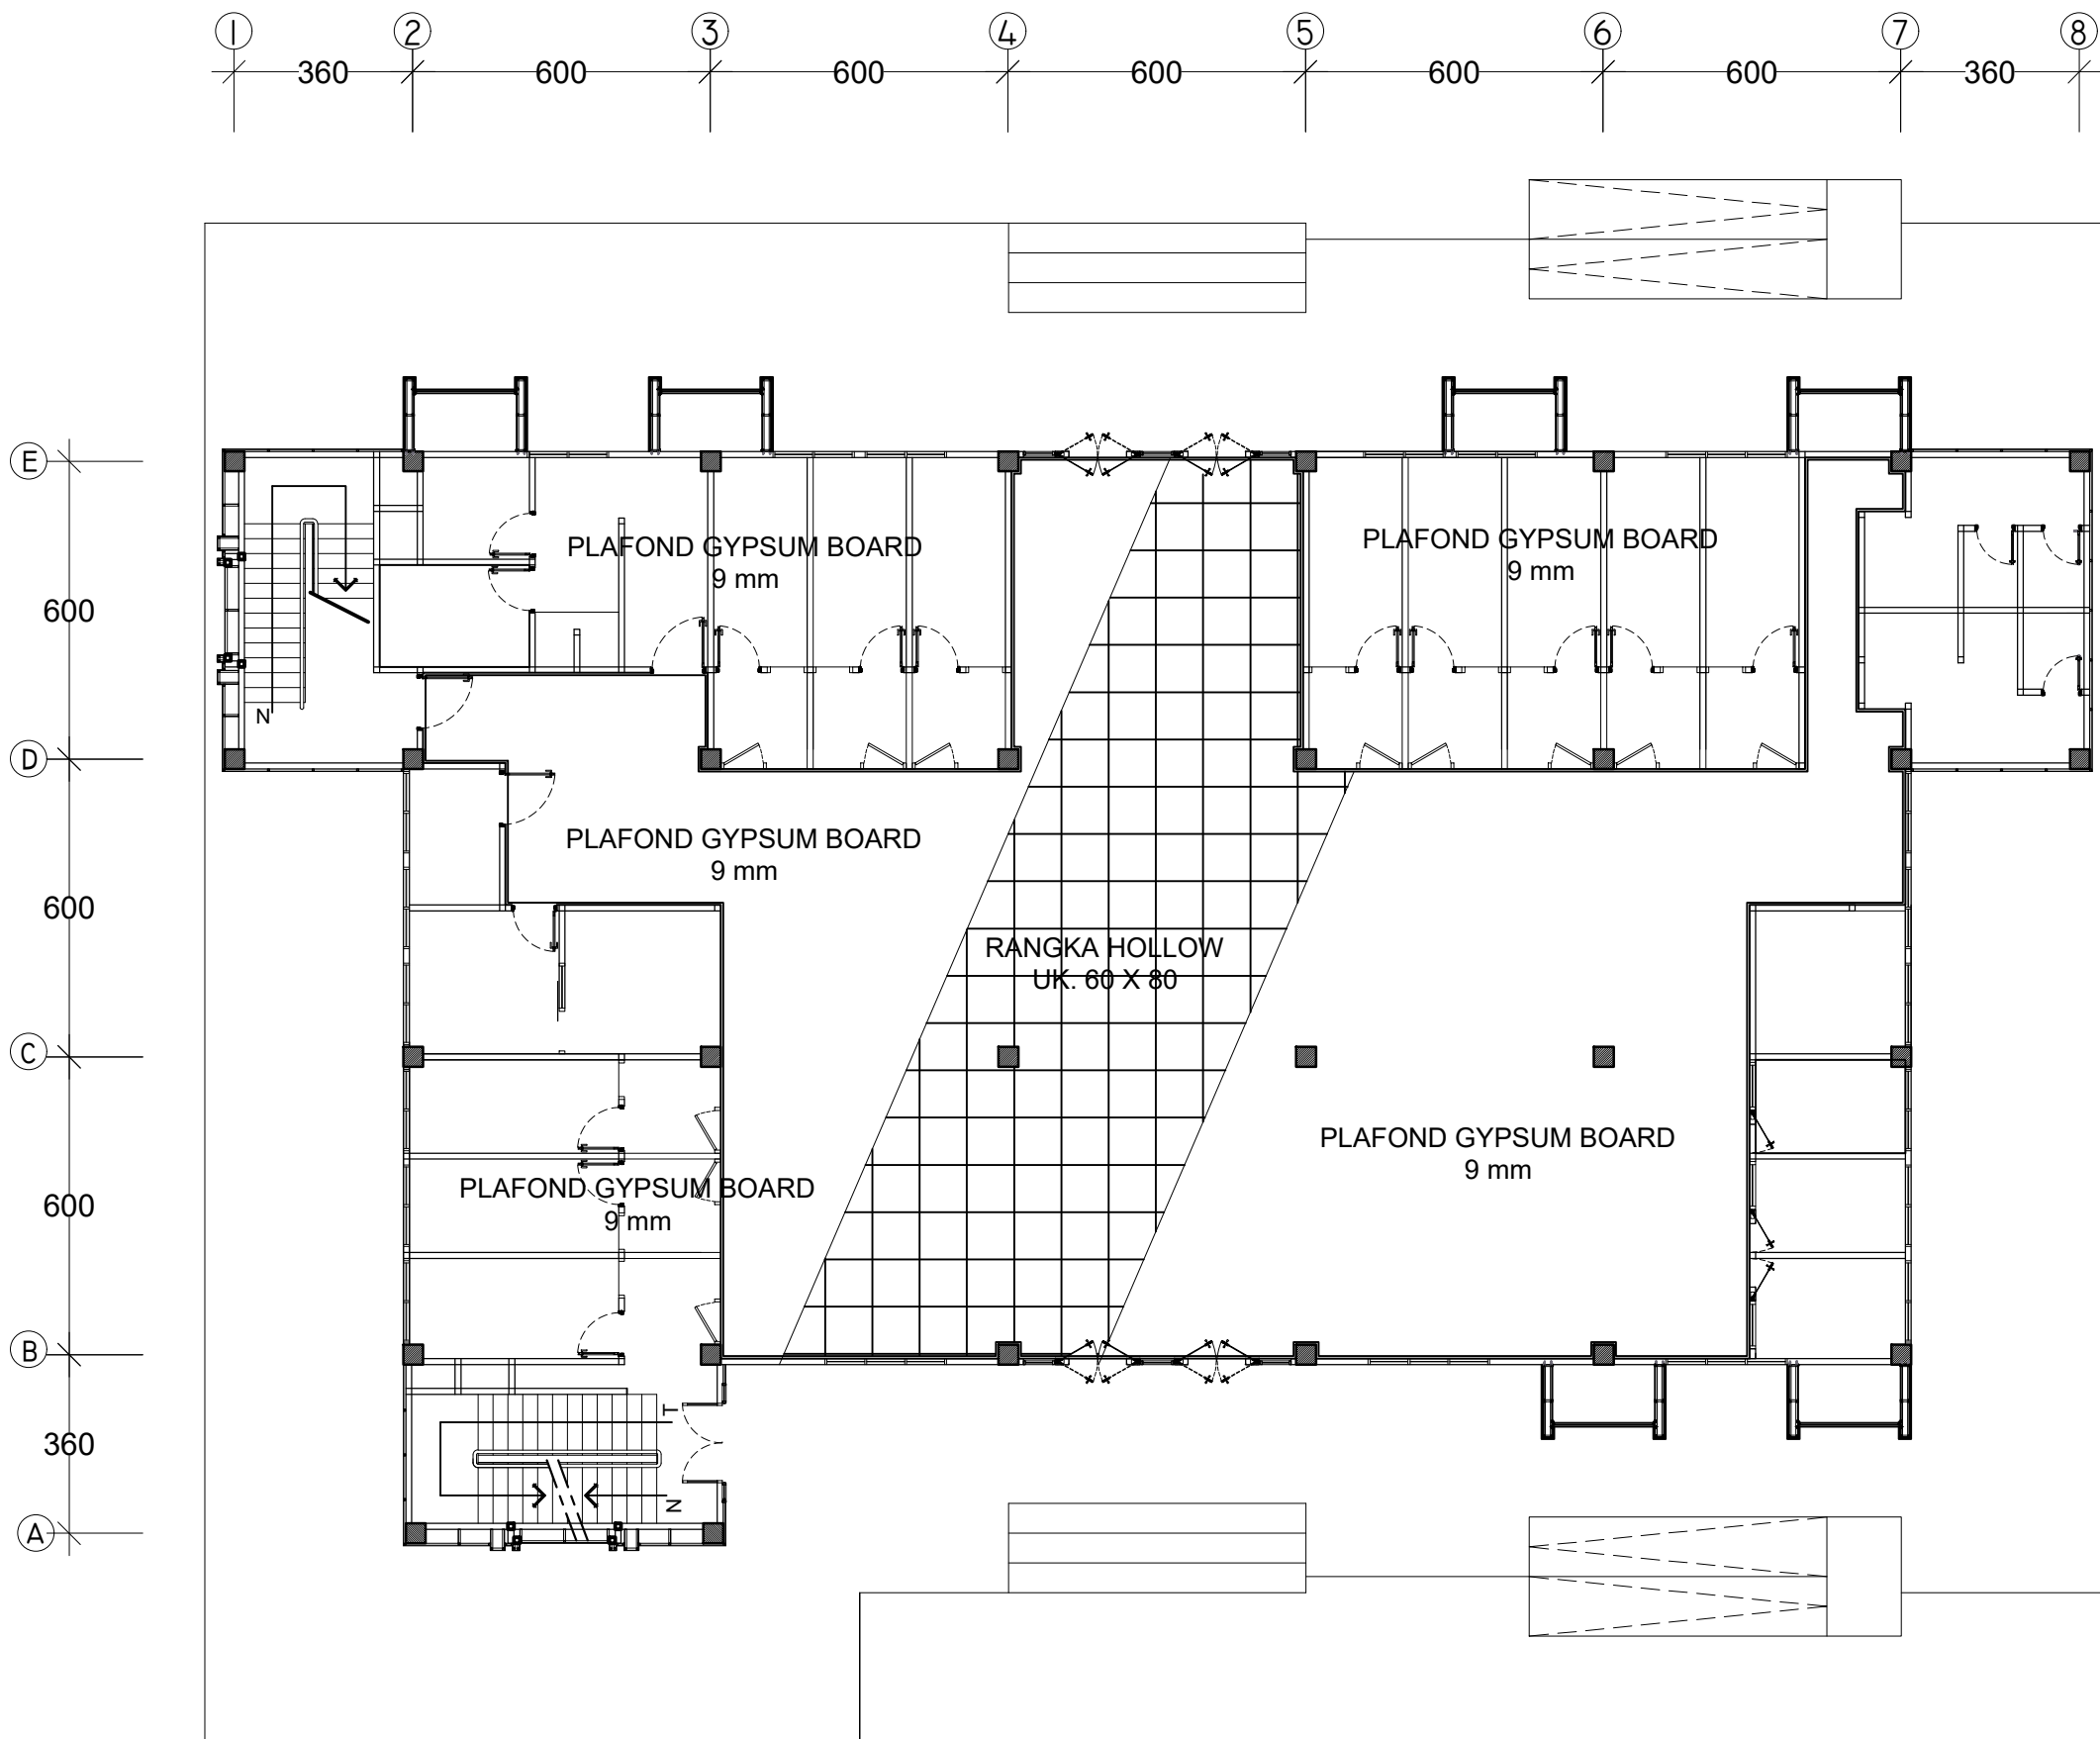 1 2 3 4 5 6 7 8
360 600 600 600 600 600 360
E
PLAFOND GYPSUM BOARD
9 mm
PLAFOND GYPSUM BOARD
9 mm
600
N
D
PLAFOND GYPSUM BOARD
9 mm
600
RANGKA HOLLOW
UK. 60 X 80
C
PLAFOND GYPSUM BOARD
9 mm
PLAFOND GYPSUM BOARD
9 mm
600
B
T
360
N
A